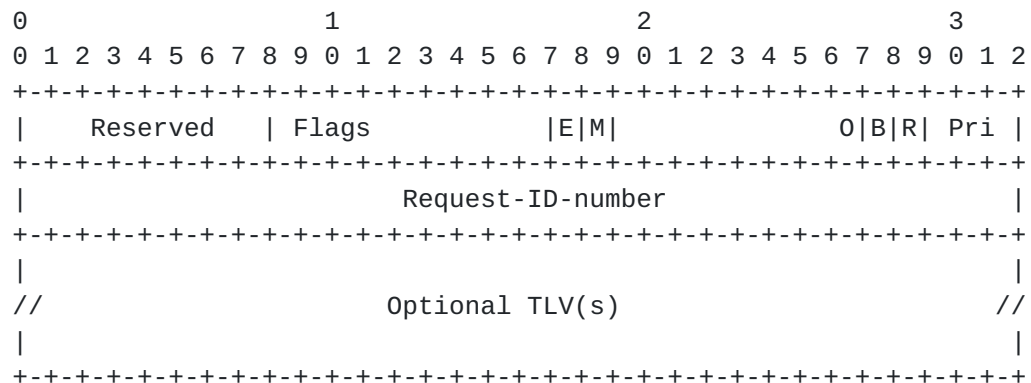 0                   1                   2                   3
0 1 2 3 4 5 6 7 8 9 0 1 2 3 4 5 6 7 8 9 0 1 2 3 4 5 6 7 8 9 0 1 2
+-+-+-+-+-+-+-+-+-+-+-+-+-+-+-+-+-+-+-+-+-+-+-+-+-+-+-+-+-+-+-+-+
|    Reserved   | Flags           |E|M|              O|B|R| Pri |
+-+-+-+-+-+-+-+-+-+-+-+-+-+-+-+-+-+-+-+-+-+-+-+-+-+-+-+-+-+-+-+-+
|                        Request-ID-number                      |
+-+-+-+-+-+-+-+-+-+-+-+-+-+-+-+-+-+-+-+-+-+-+-+-+-+-+-+-+-+-+-+-+
|                                                               |
//                      Optional TLV(s)                        //
|                                                               |
+-+-+-+-+-+-+-+-+-+-+-+-+-+-+-+-+-+-+-+-+-+-+-+-+-+-+-+-+-+-+-+-+